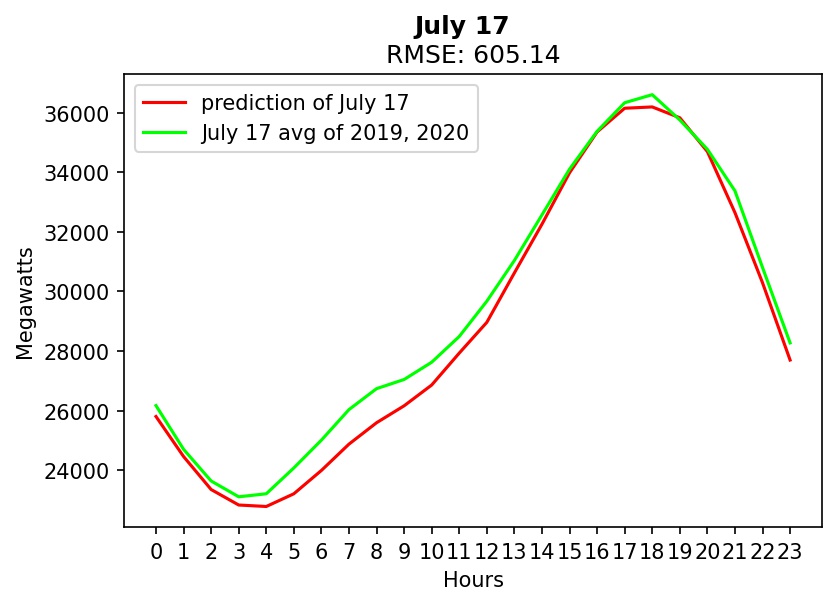 July 17
RMSE: 605.14
prediction of July 17
July 17 avg of 2019, 2020
36000
34000
32000
30000
28000
26000
24000
Megawatts
0 1 2 3 4 5 6 7 8 9 10 11 12 13 14 15 16 17 18 19 20 21 22 23
Hours